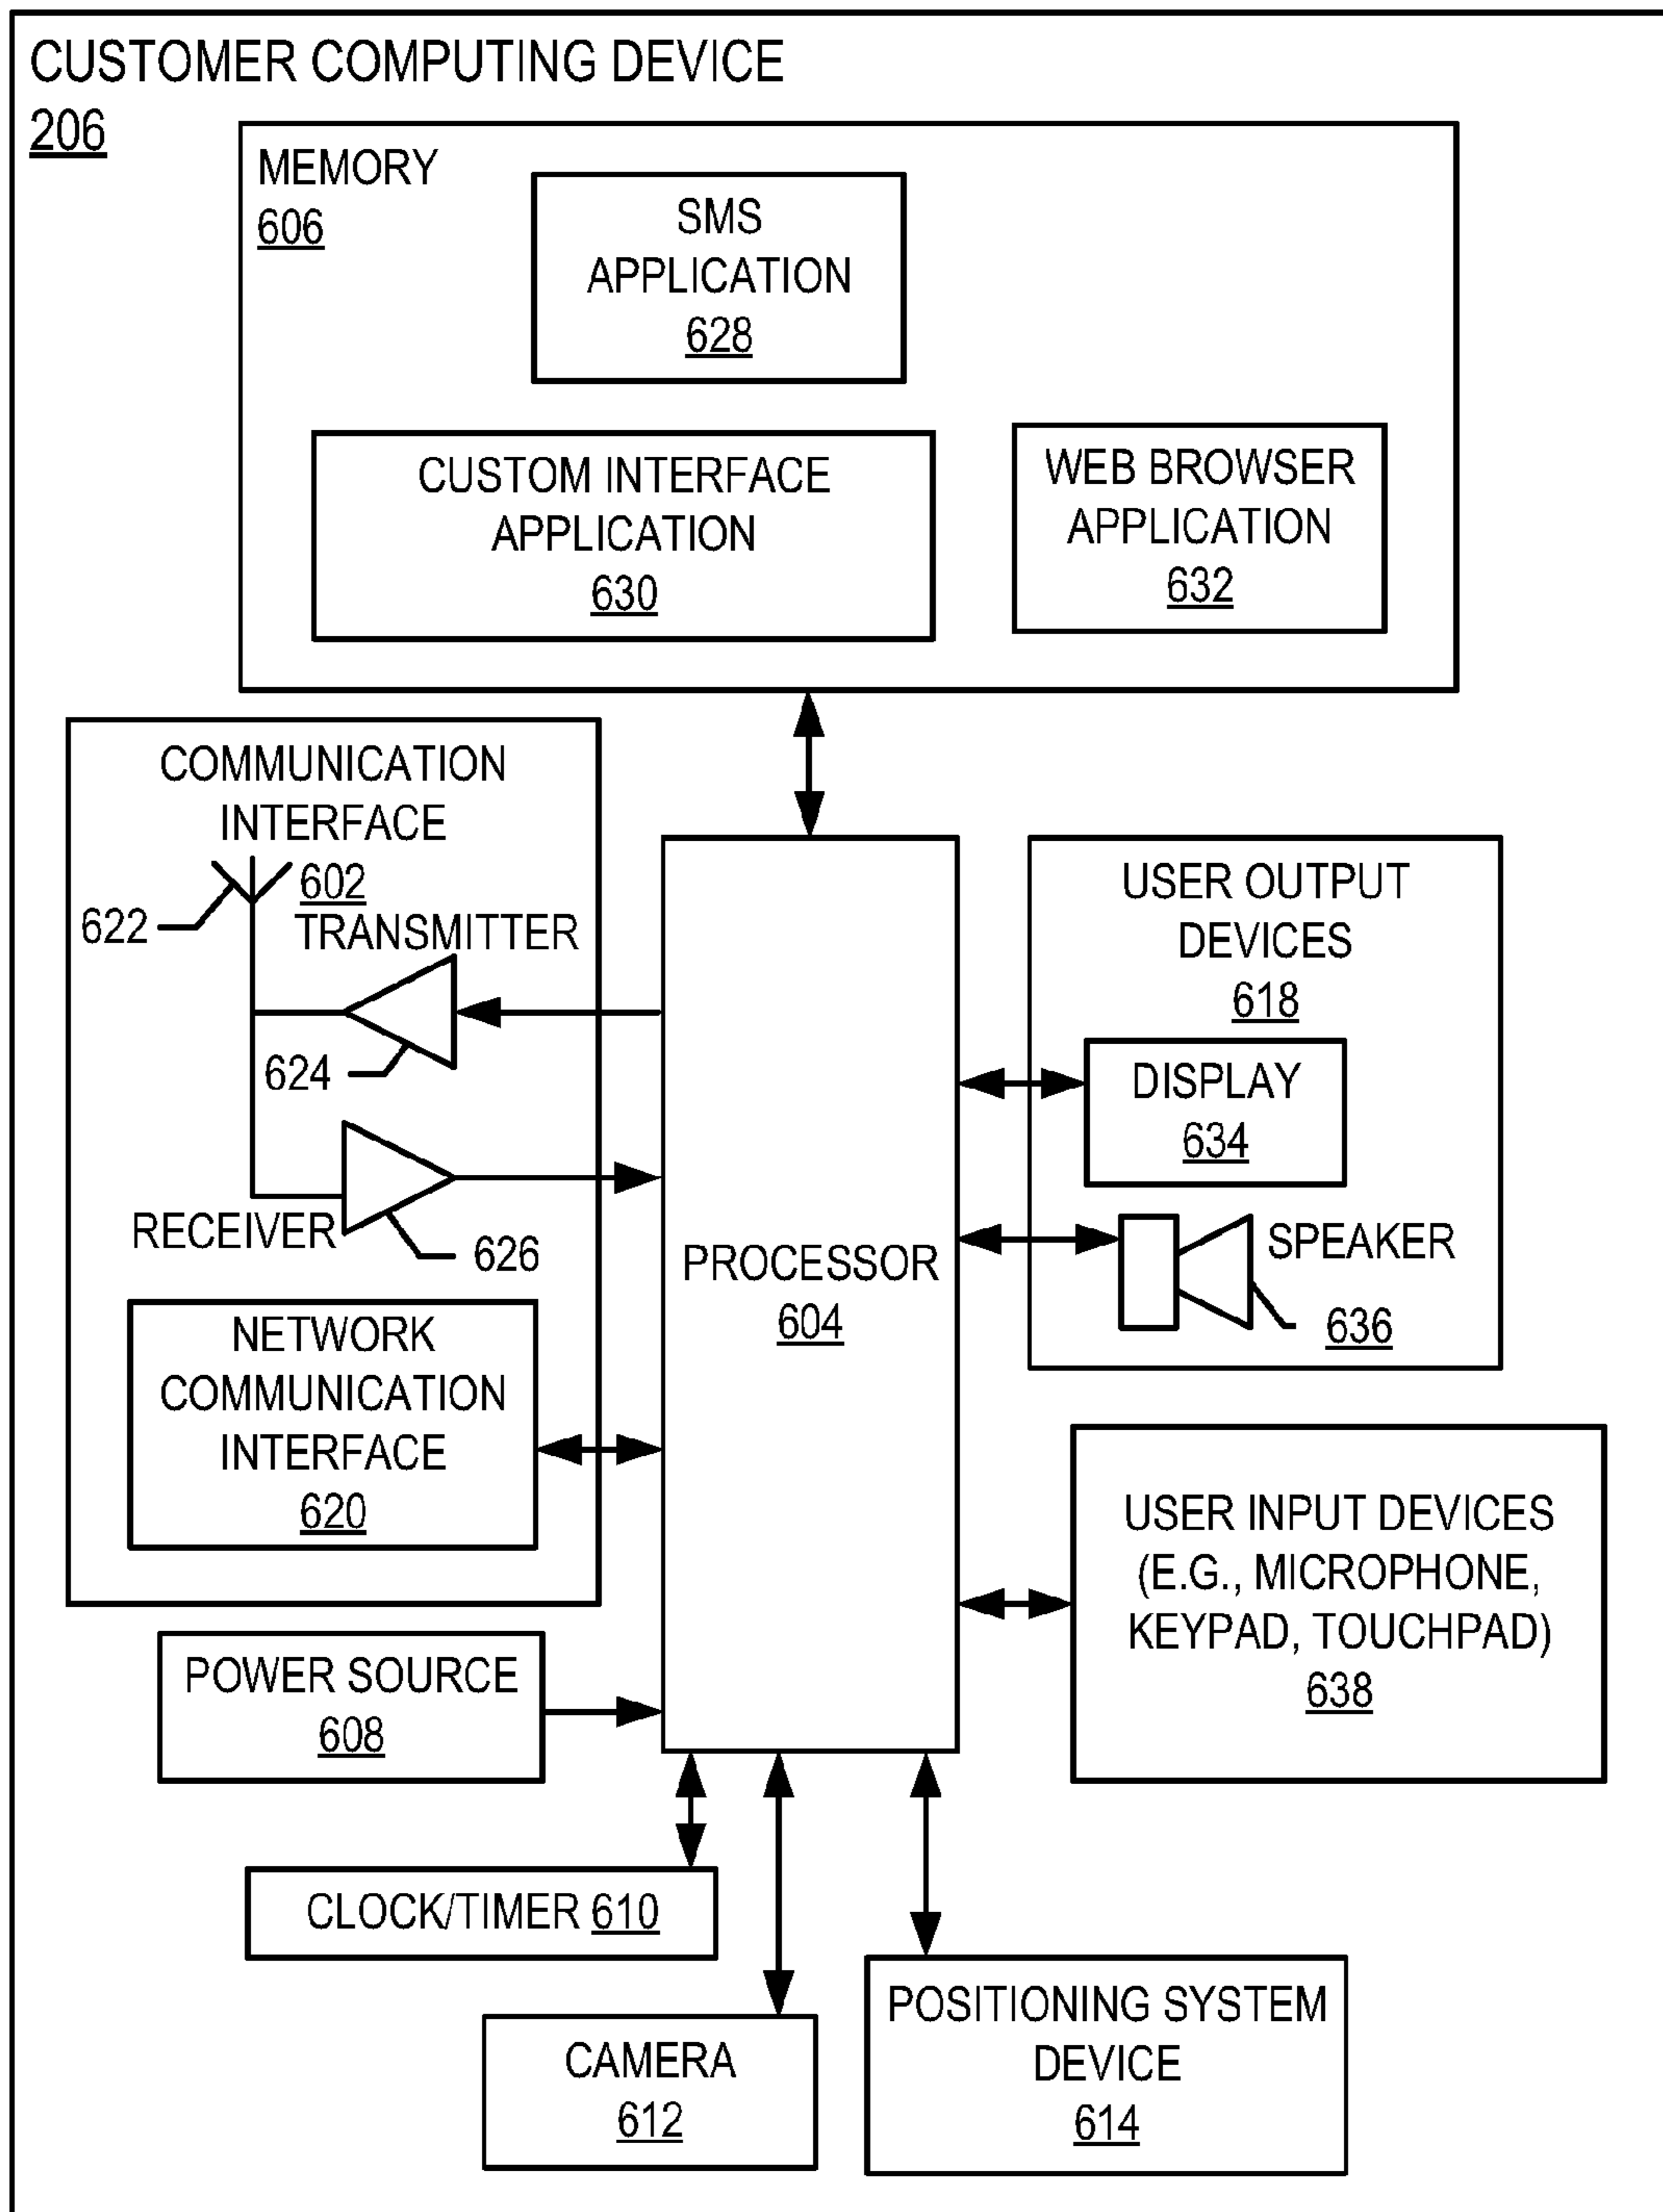 CUSTOMER COMPUTING DEVICE
206
MEMORY
606
SMS
APPLICATION
628
CUSTOM INTERFACE
APPLICATION
630
WEB BROWSER
APPLICATION
632
COMMUNICATION
INTERFACE
602
622
TRANSMITTER
624
RECEIVER
626
NETWORK
COMMUNICATION
INTERFACE
620
PROCESSOR
604
USER OUTPUT
DEVICES
618
DISPLAY
634
SPEAKER
636
USER INPUT DEVICES
(E.G., MICROPHONE,
KEYPAD, TOUCHPAD)
638
POWER SOURCE
608
CLOCK/TIMER 610
CAMERA
612
POSITIONING SYSTEM
DEVICE
614